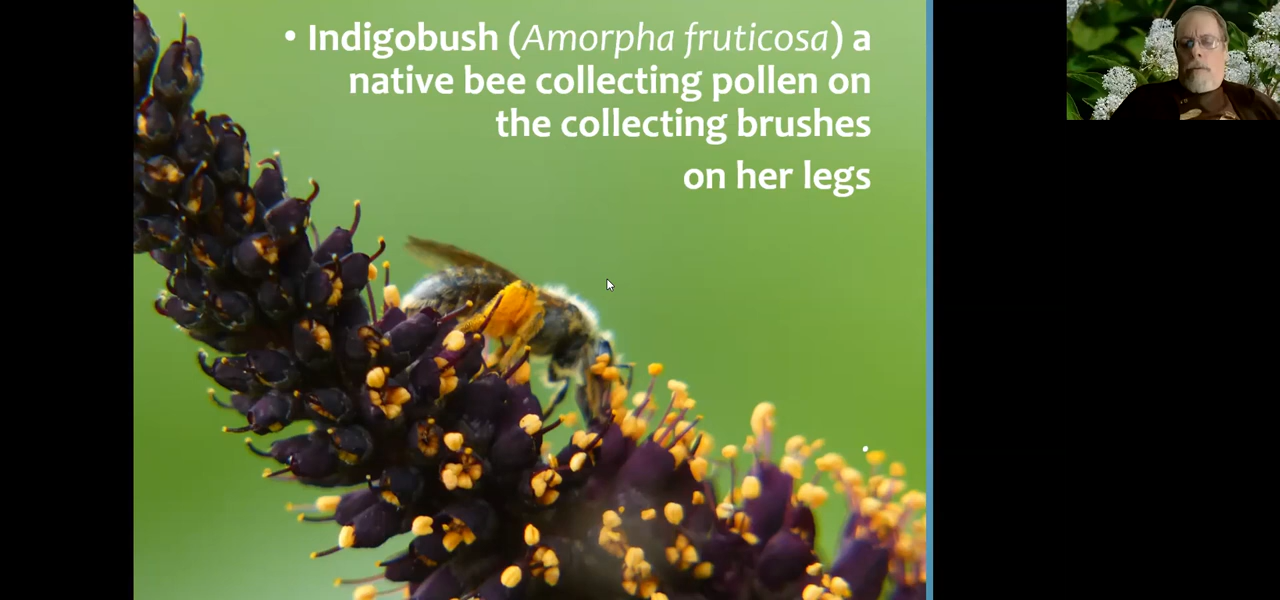 • Indigobush (Amorpha fruticosa) a
native bee collecting pollen on
the collecting brushes
on her legs